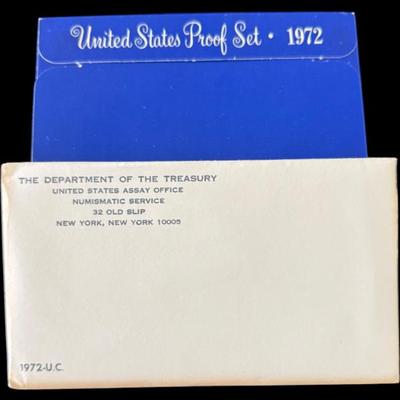 United States Proof Set • 1972
THE DEPARTMENT OF THE TREASURY
UNITED STATES ASSAY OFFICE
NUMISMATIC SERVICE
32 OLD SLIP
NEW YORK, NEW YORK 10005
1972-U.C.